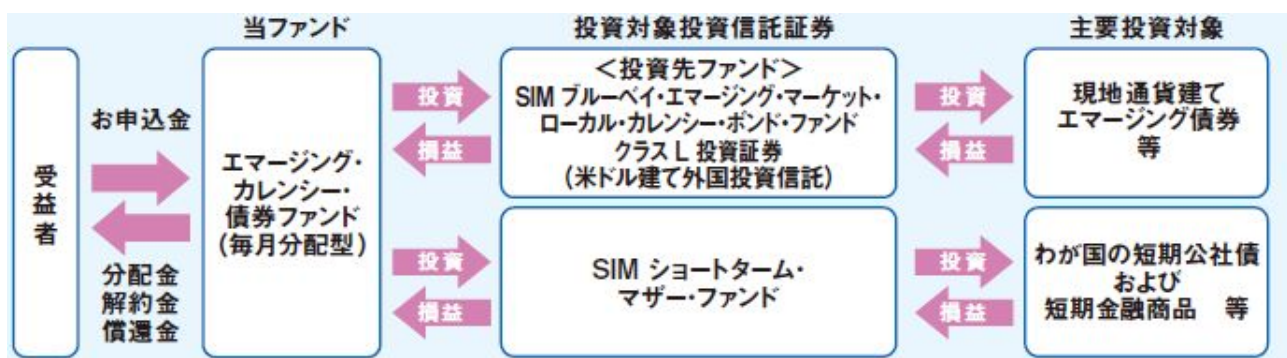 当ファンド
投資対象投資信託証券
主要投資対象
受益者
お申込金
分配金
解約金
償還金
エマージング・
カレンシー・
債券ファンド
(毎月分配型)
投資
損益
<投資先ファンド>
SIM ブルーベイ・エマージング・マーケット・
ローカル・カレンシー・ボンド・ファンド
クラス L 投資証券
(米ドル建て外国投資信託)
投資
損益
現地通貨建て
エマージング債券
等
投資
損益
SIM ショートターム・
マザー・ファンド
投資
損益
わが国の短期公社債
および
短期金融商品 等